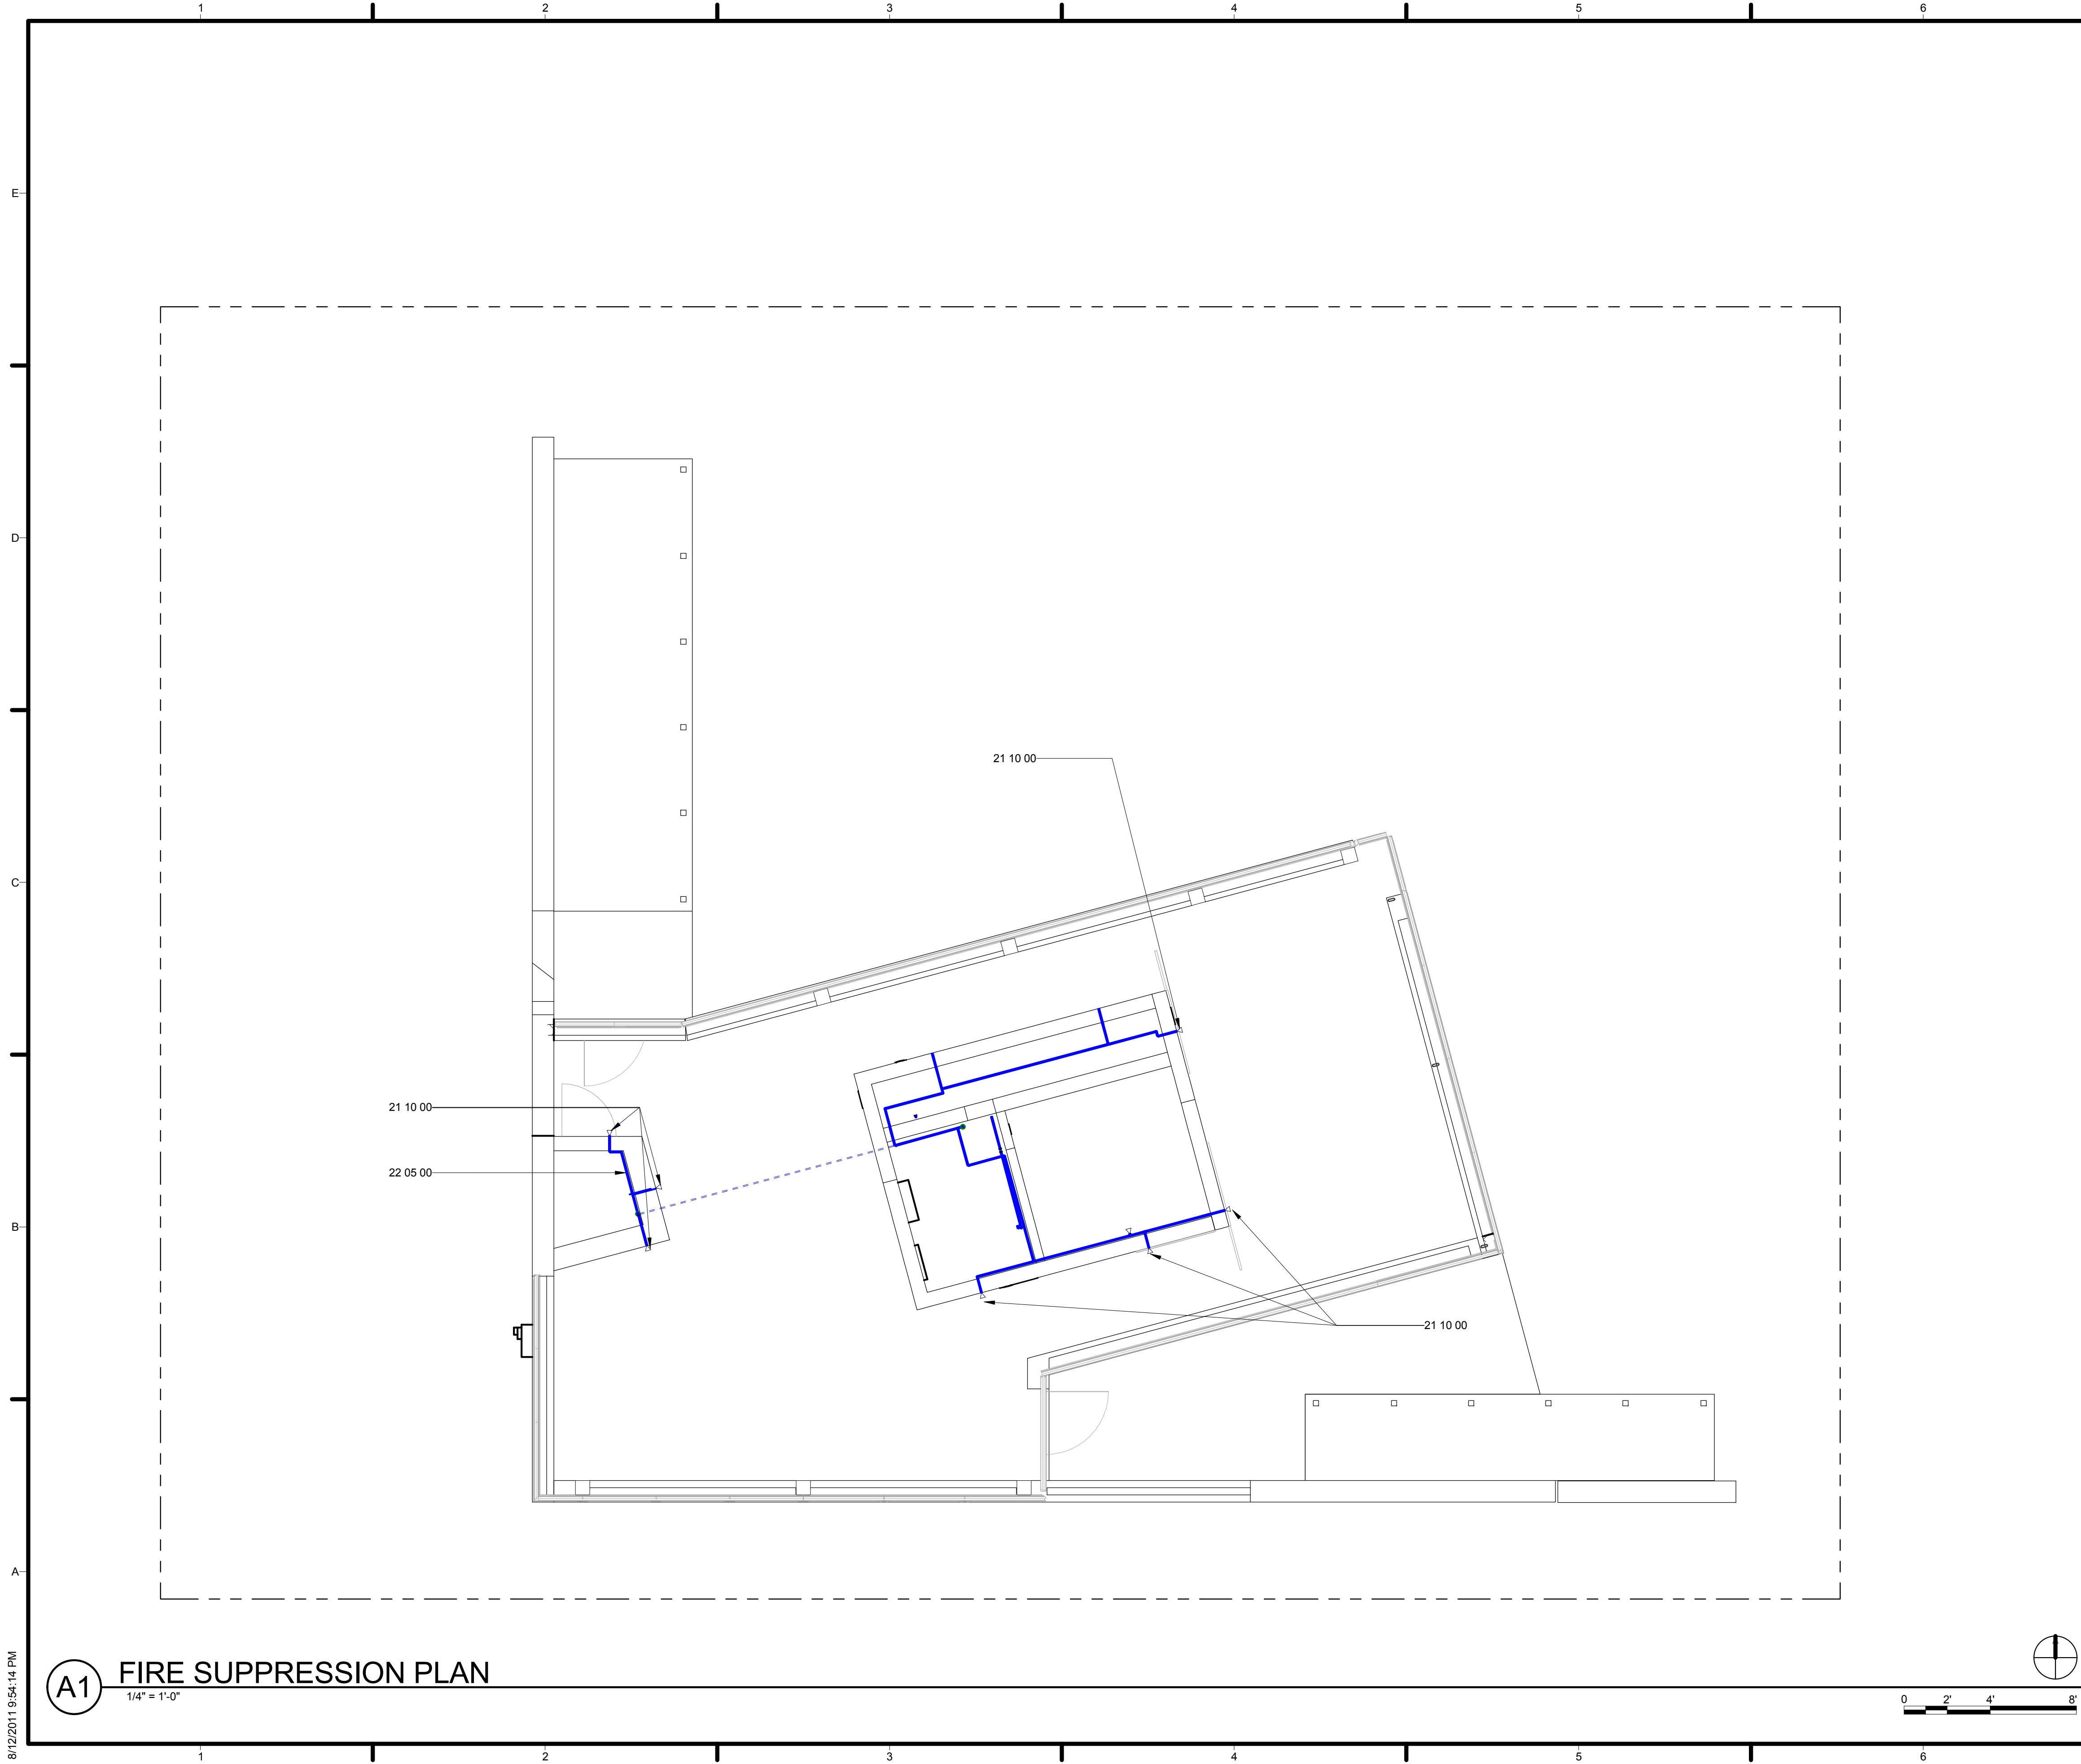 1 2 3 4 5 6
E
D
21 10 00
C
21 10 00
22 05 00
B
21 10 00
A
8/12/2011 9:54:14 PM
A1 FIRE SUPPRESSION PLAN
1/4" = 1'-0"
0 2' 4' 8'
1 2 3 4 5 6